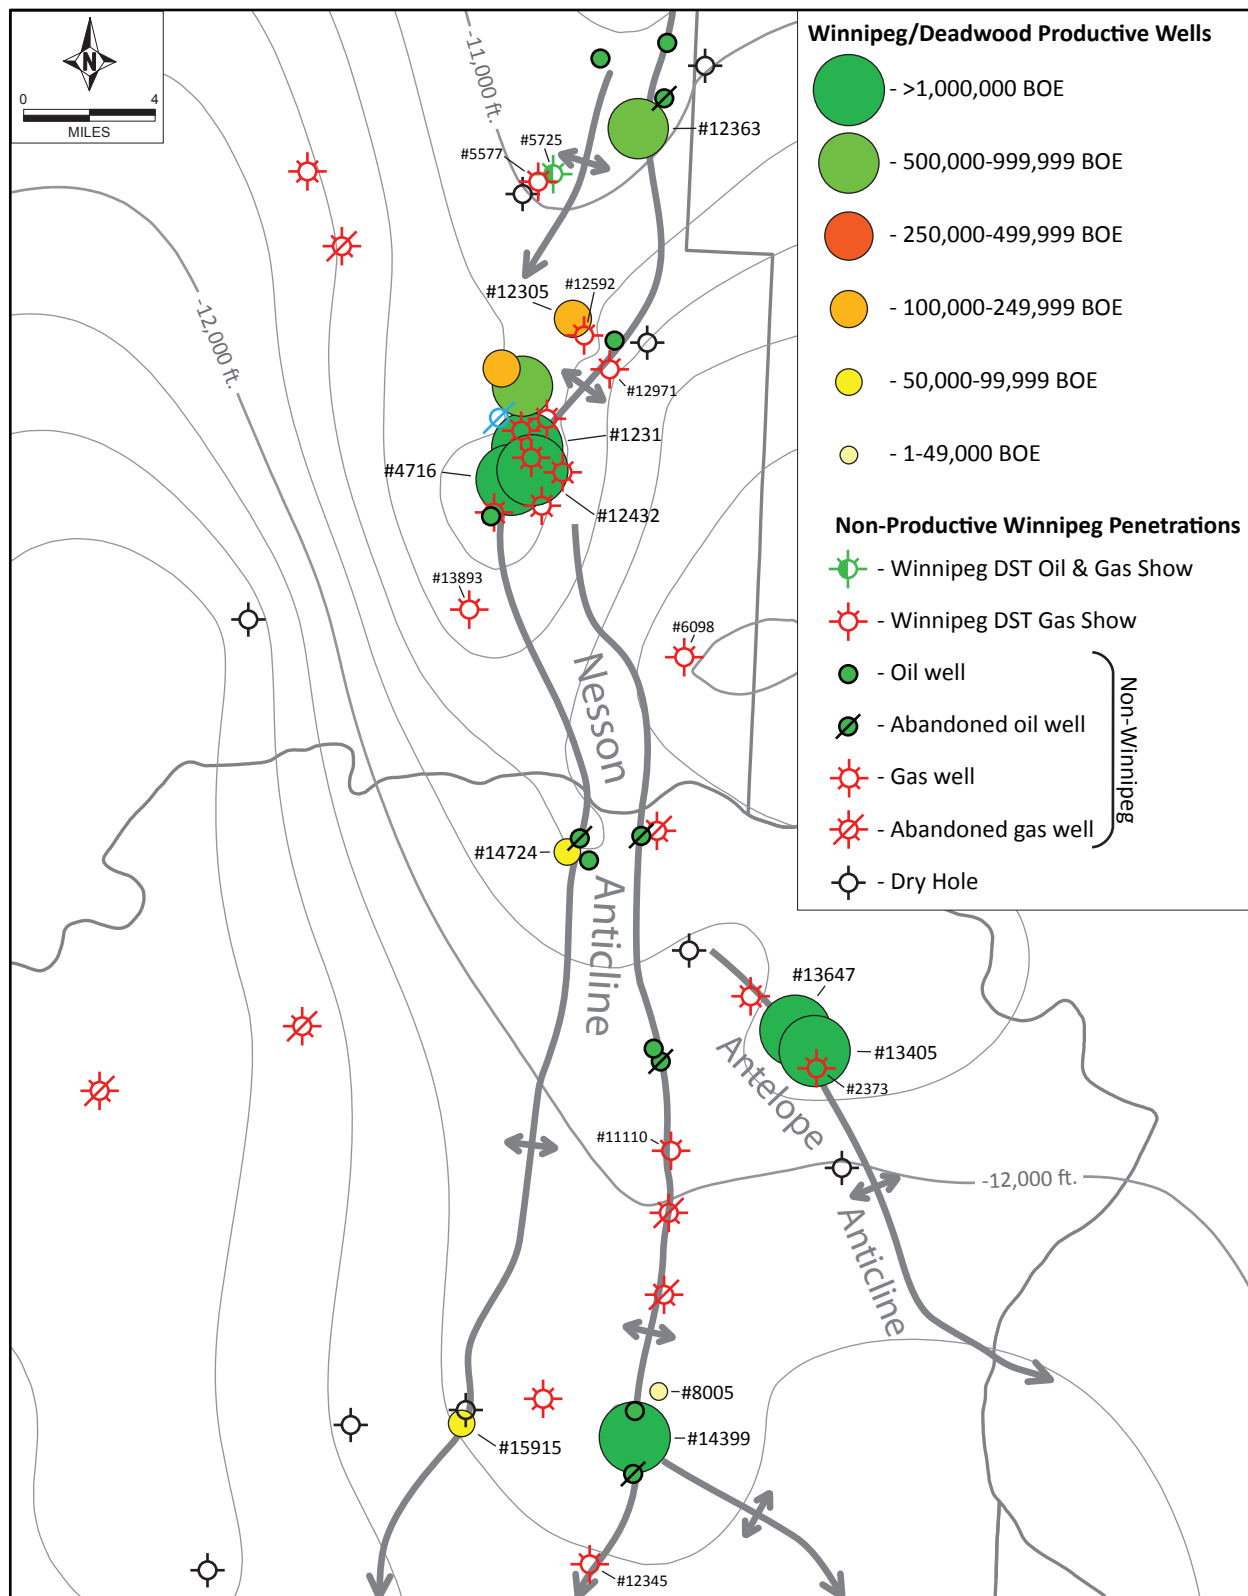 N
0 4
MILES
Winnipeg/Deadwood Productive Wells
- >1,000,000 BOE
- 500,000-999,999 BOE
- 250,000-499,999 BOE
- 100,000-249,999 BOE
- 50,000-99,999 BOE
- 1-49,000 BOE
Non-Productive Winnipeg Penetrations
- Winnipeg DST Oil & Gas Show
- Winnipeg DST Gas Show
- Oil well
- Abandoned oil well
- Gas well
- Abandoned gas well
Non-Winnipeg
- Dry Hole
-11,000 ft.
#12363
#5725
#5577
#12305
#12592
-12,000 ft.
#12971
#1231
#4716
#12432
#13893
#6098
Nesson
Anticline
#14724
#13647
#13405
#2373
Antelope
Anticline
#11110
-12,000 ft.
#8005
#14399
#15915
#12345